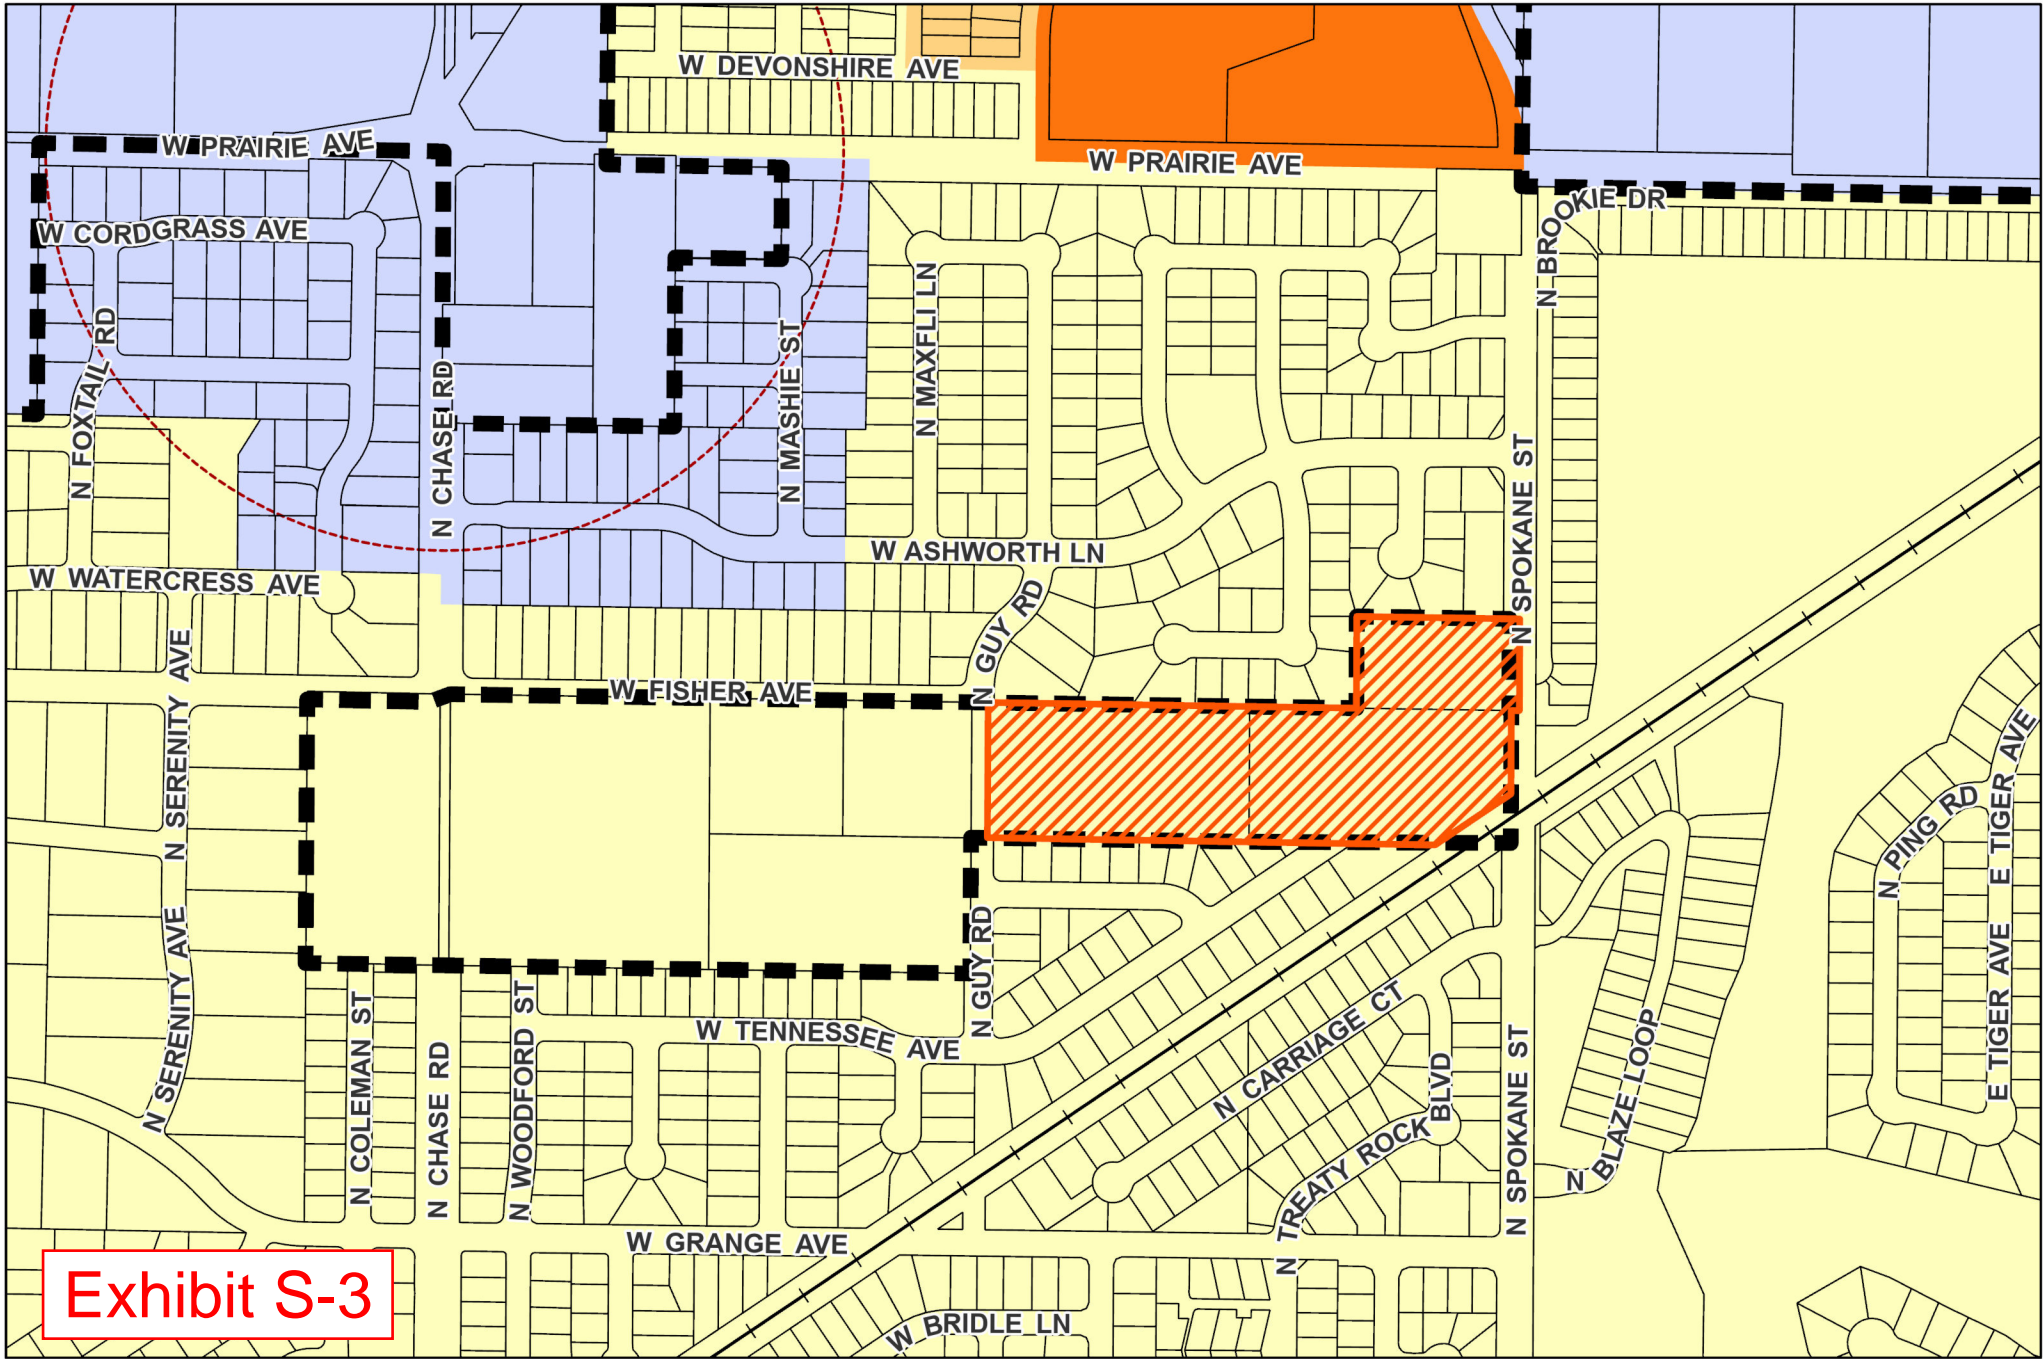 W DEVONSHIRE AVE
W PRAIRIE AVE
W PRAIRIE AVE
N BROOKIE DR
W CORDGRASS AVE
N FOXTAIL RD
N CHASE RD
N MASHIE ST
N MAXFLI LN
N SPOKANE ST
W ASHWORTH LN
W WATERCRESS AVE
N GUY RD
N SERENITY AVE
W FISHER AVE
N PING RD
E TIGER AVE
E TIGER AVE
N SERENITY AVE
N GUY RD
N COLEMAN ST
N CHASE RD
N WOODFORD ST
W TENNESSEE AVE
N CARRIAGE CT
N TREATY ROCK BLVD
N SPOKANE ST
N BLAZE LOOP
W GRANGE AVE
W BRIDLE LN
Exhibit S-3